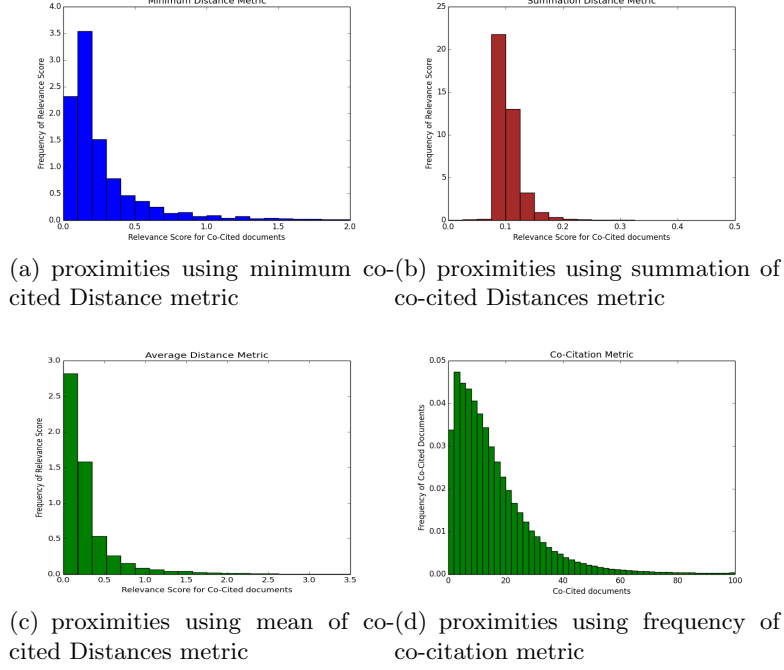 Minimum Distance Metric
4.0
3.5
3.0
2.5
2.0
1.5
1.0
0.5
0.0
Frequency of Relevance Score
0.0 0.5 1.0 1.5 2.0
Relevance Score for Co-Cited documents
Summation Distance Metric
25
20
15
10
5
0
Frequency of Relevance Score
0.0 0.1 0.2 0.3 0.4 0.5
Relevance Score for Co-Cited documents
(a) proximities using minimum co-
cited Distance metric
(b) proximities using summation of
co-cited Distances metric
Average Distance Metric
3.0
2.5
2.0
1.5
1.0
0.5
0.0
Frequency of Relevance Score
0.0 0.5 1.0 1.5 2.0 2.5 3.0 3.5
Relevance Score for Co-Cited documents
Co-Citation Metric
0.05
0.04
0.03
0.02
0.01
0.00
Frequency of Co-Cited Documents
0 20 40 60 80 100
Co-Cited documents
(c) proximities using mean of co-
cited Distances metric
(d) proximities using frequency of
co-citation metric